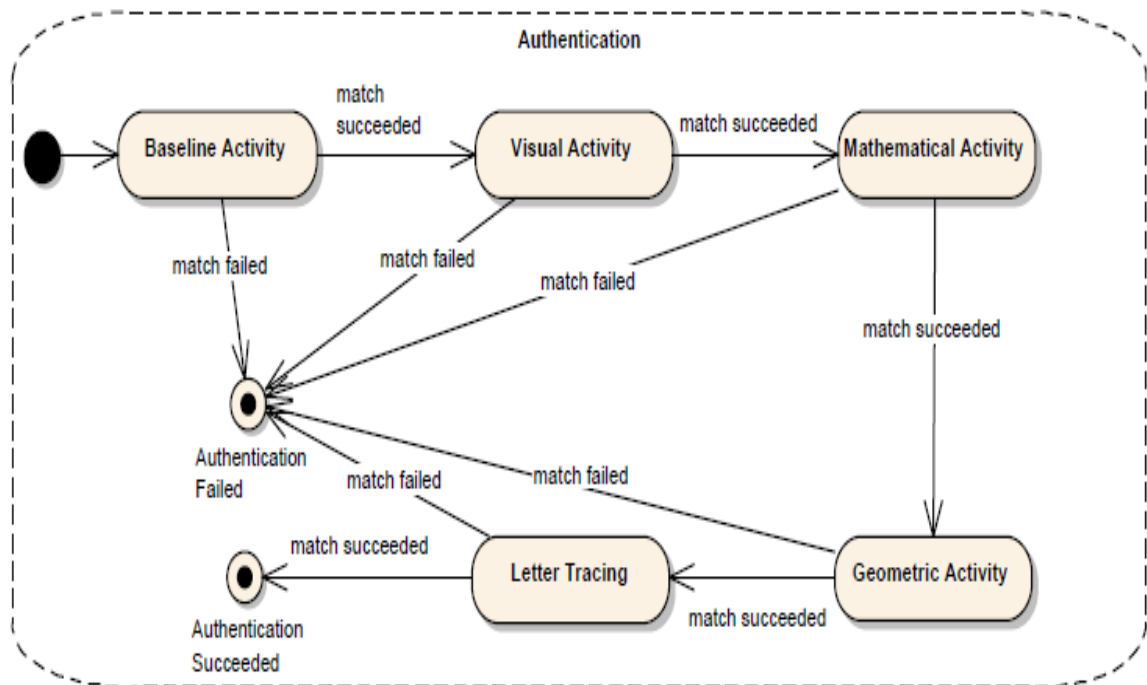 Authentication
match
succeeded
Baseline Activity
Visual Activity
match succeeded
Mathematical Activity
match failed
match failed
match failed
match succeeded
Authentication
Failed
match failed
match failed
match succeeded
Letter Tracing
Geometric Activity
match succeeded
Authentication
Succeeded